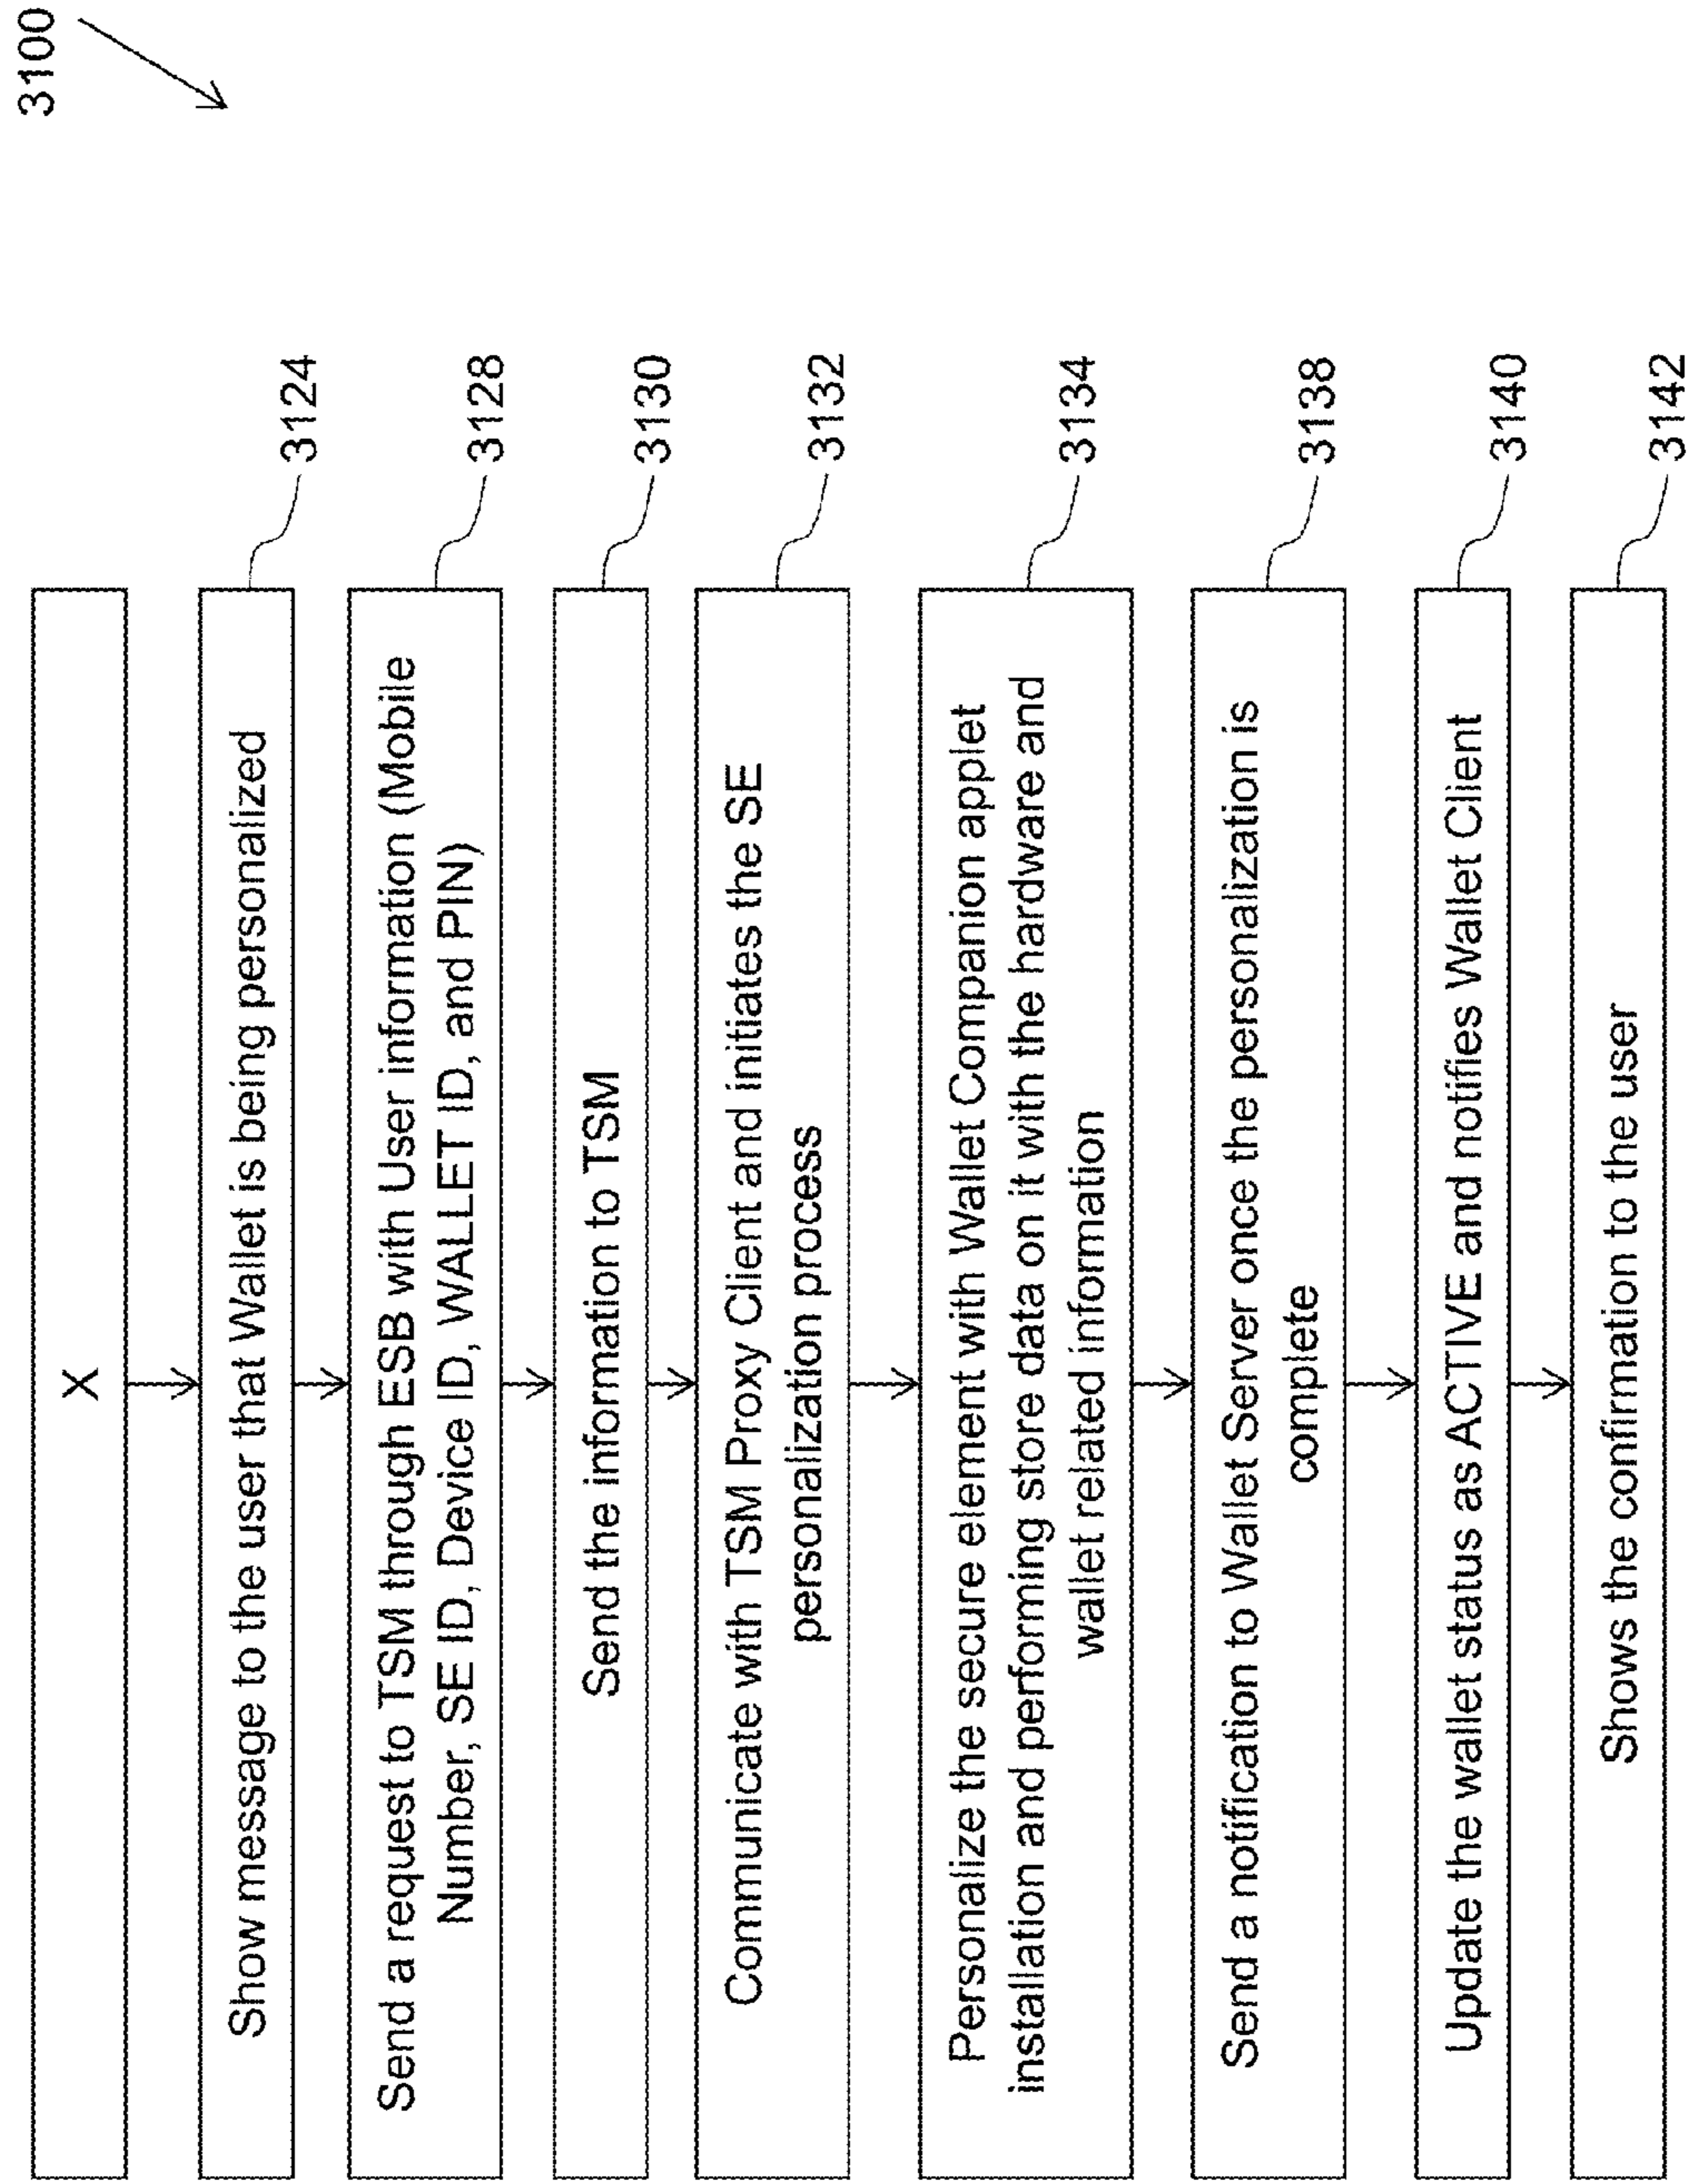 3100
X
Show message to the user that Wallet is being personalized
3124
Send a request to TSM through ESB with User information (Mobile
Number, SE ID, Device ID, WALLET ID, and PIN)
3128
Send the information to TSM
3130
Communicate with TSM Proxy Client and initiates the SE
personalization process
3132
Personalize the secure element with Wallet Companion applet
installation and performing store data on it with the hardware and
wallet related information
3134
Send a notification to Wallet Server once the personalization is
complete
3138
Update the wallet status as ACTIVE and notifies Wallet Client
3140
Shows the confirmation to the user
3142